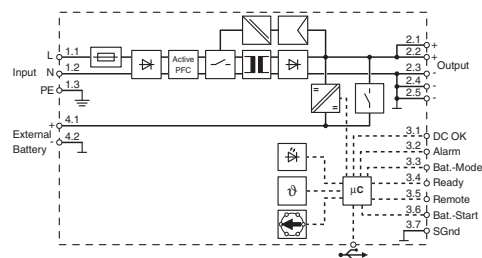 L 1.1
Input N 1.2
PE 1.3
Active
PFC
2.1 +
2.2 +
Output
2.3 -
2.4 -
2.5 -
+ 4.1
External
Battery
- 4.2
=
=
3.1 DC OK
3.2 Alarm
3.3 Bat.-Mode
3.4 Ready
3.5 Remote
3.6 Bat.-Start
3.7 SGnd
ϑ
µC